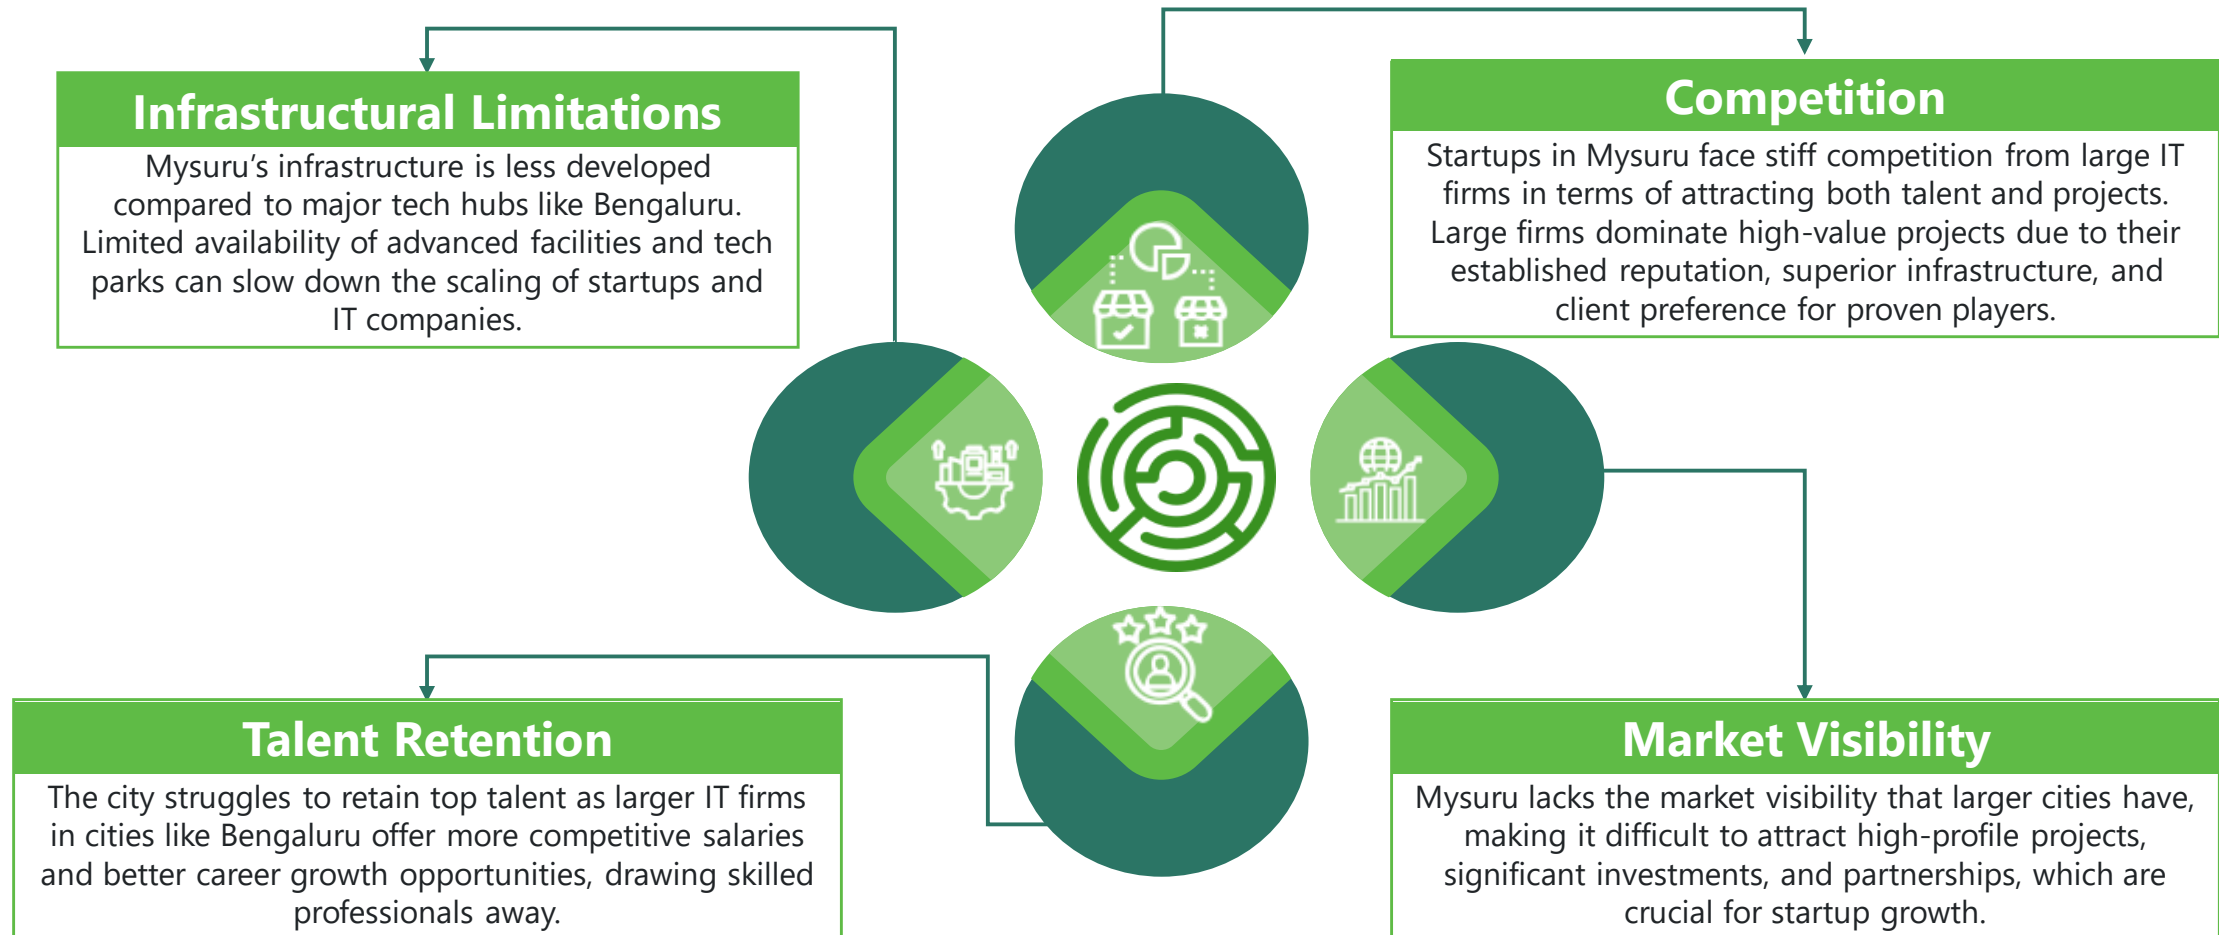 Infrastructural Limitations
Mysuru’s infrastructure is less developed
compared to major tech hubs like Bengaluru.
Limited availability of advanced facilities and tech
parks can slow down the scaling of startups and
IT companies.
Competition
Startups in Mysuru face stiff competition from large IT
firms in terms of attracting both talent and projects.
Large firms dominate high-value projects due to their
established reputation, superior infrastructure, and
client preference for proven players.
Talent Retention
The city struggles to retain top talent as larger IT firms
in cities like Bengaluru offer more competitive salaries
and better career growth opportunities, drawing skilled
professionals away.
Market Visibility
Mysuru lacks the market visibility that larger cities have,
making it difficult to attract high-profile projects,
significant investments, and partnerships, which are
crucial for startup growth.